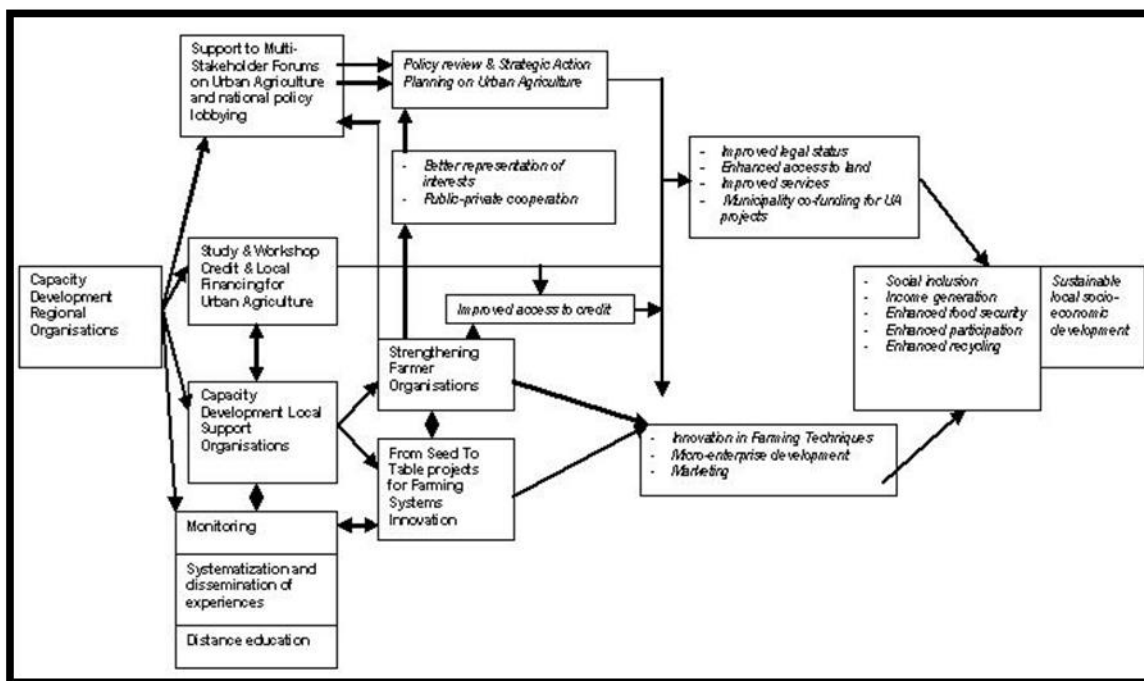 Support to Multi-
Stakeholder Forums
on Urban Agriculture
and national policy
lobbying
Policy review & Strategic Action
Planning on Urban Agriculture
- Better representation of
interests
- Public-private cooperation
- Improved legal status
- Enhanced access to land
- Improved services
- Municipality co-funding for UA
projects
Study & Workshop
Credit & Local
Financing for
Urban Agriculture
Capacity
Development
Regional
Organisations
Improved access to credit
- Social inclusion
- Income generation
- Enhanced food security
- Enhanced participation
- Enhanced recycling
Sustainable
local socio-
economic
development
Strengthening
Farmer
Organisations
Capacity
Development Local
Support
Organisations
From Seed To
Table projects
for Farming
Systems
Innovation
- Innovation in Farming Techniques
- Micro-enterprise development
- Marketing
Monitoring
Systematization and
dissemination of
experiences
Distance education